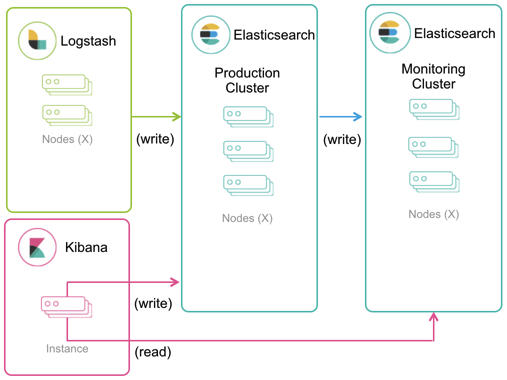 Logstash
Nodes (X)
(write)
Elasticsearch
Production
Cluster
Nodes (X)
(write)
Elasticsearch
Monitoring
Cluster
Nodes (X)
Kibana
Instance
(write)
(read)